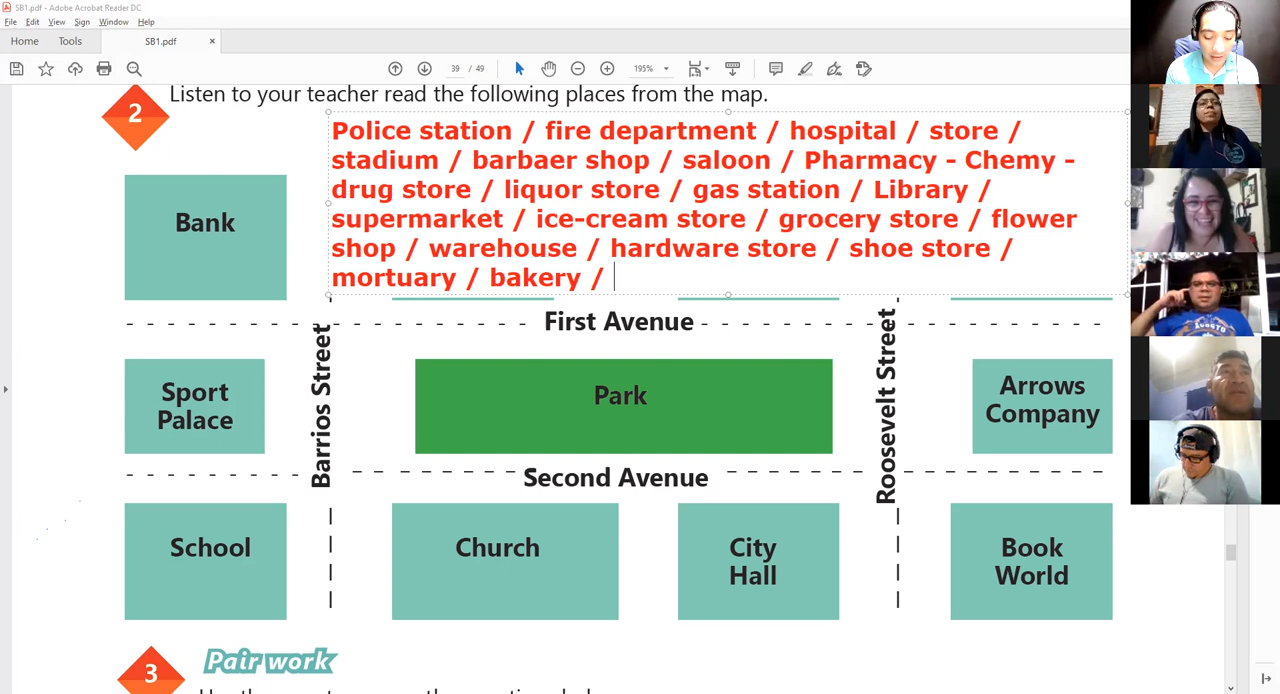 SB1.pdf - Adobe Acrobat Reader DC
File Edit View Sign Window Help
Home Tools SB1.pdf ×
39 / 49 195%
2 Listen to your teacher read the following places from the map.
Police station / fire department / hospital / store /
stadium / barbaer shop / saloon / Pharmacy - Chemy -
drug store / liquor store / gas station / Library /
supermarket / ice-cream store / grocery store / flower
shop / warehouse / hardware store / shoe store /
mortuary / bakery /
Bank
First Avenue
Barrios Street
Roosevelt Street
Sport
Palace
Park
Arrows
Company
Second Avenue
School
Church
City
Hall
Book
World
3 Pair work